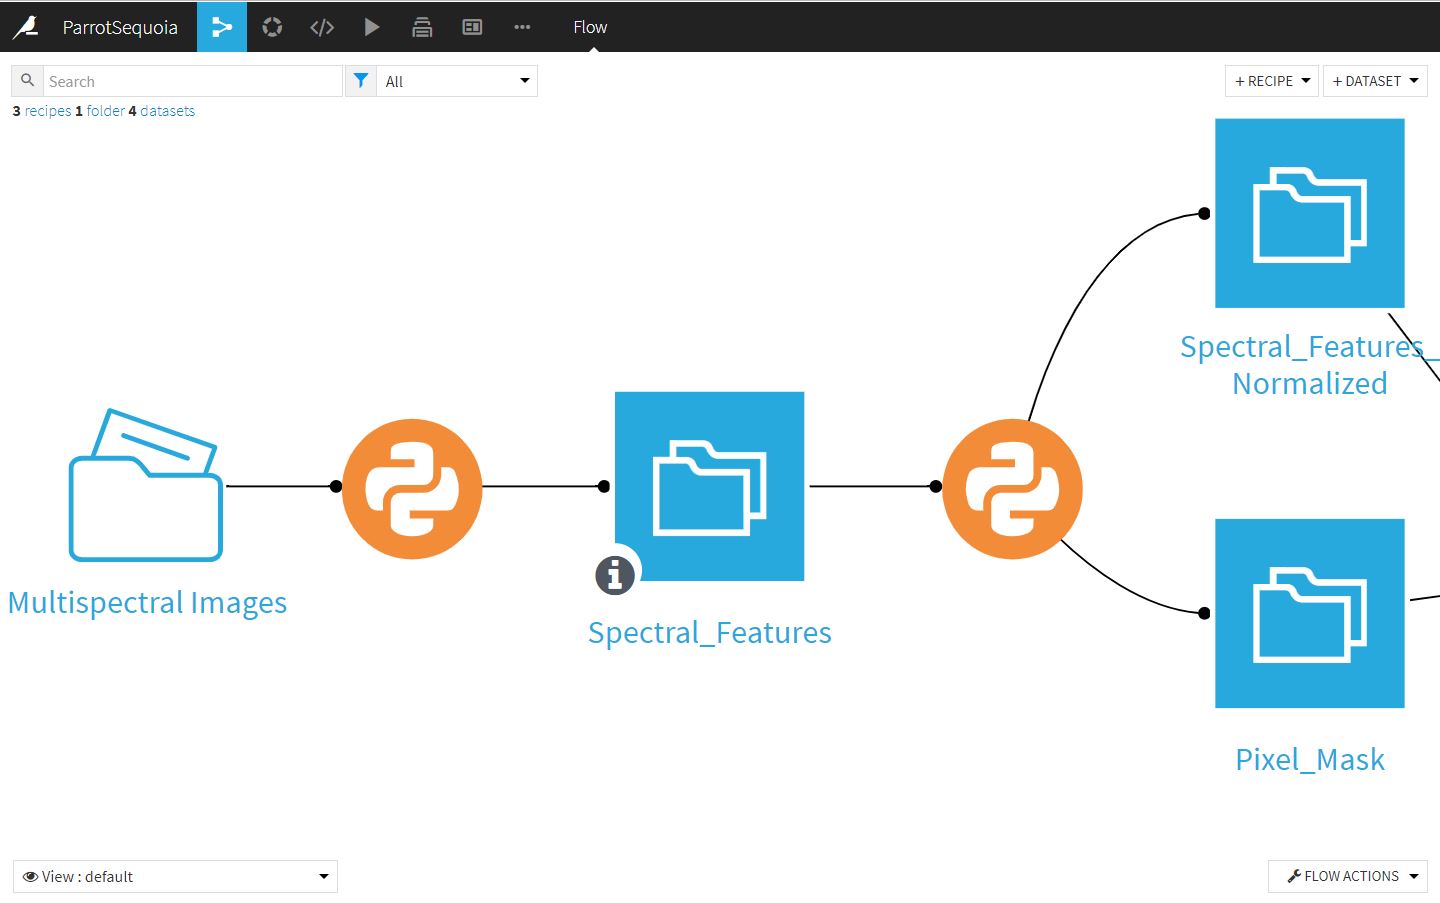 ParrotSequoia
Flow
Search
All
+ RECIPE
+ DATASET
3 recipes 1 folder 4 datasets
Spectral_Features_
Normalized
Multispectral Images
Spectral_Features
Pixel_Mask
View : default
FLOW ACTIONS